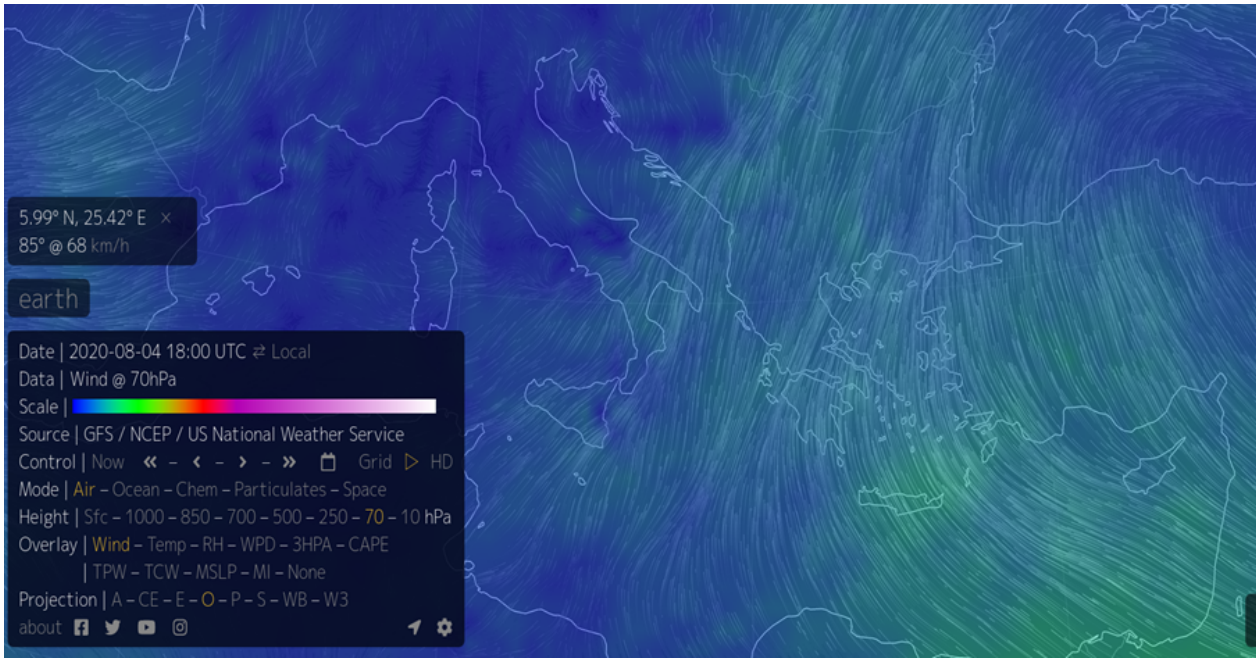 5.99° N, 25.42° E ×
85° @ 68 km/h
earth
Date | 2020-08-04 18:00 UTC ⇄ Local
Data | Wind @ 70hPa
Scale |
Source | GFS / NCEP / US National Weather Service
Control | Now « – ‹ – › – » Grid ▷ HD
Mode | Air – Ocean – Chem – Particulates – Space
Height | Sfc – 1000 – 850 – 700 – 500 – 250 – 70 – 10 hPa
Overlay | Wind – Temp – RH – WPD – 3HPA – CAPE
| TPW – TCW – MSLP – MI – None
Projection | A – CE – E – O – P – S – WB – W3
about